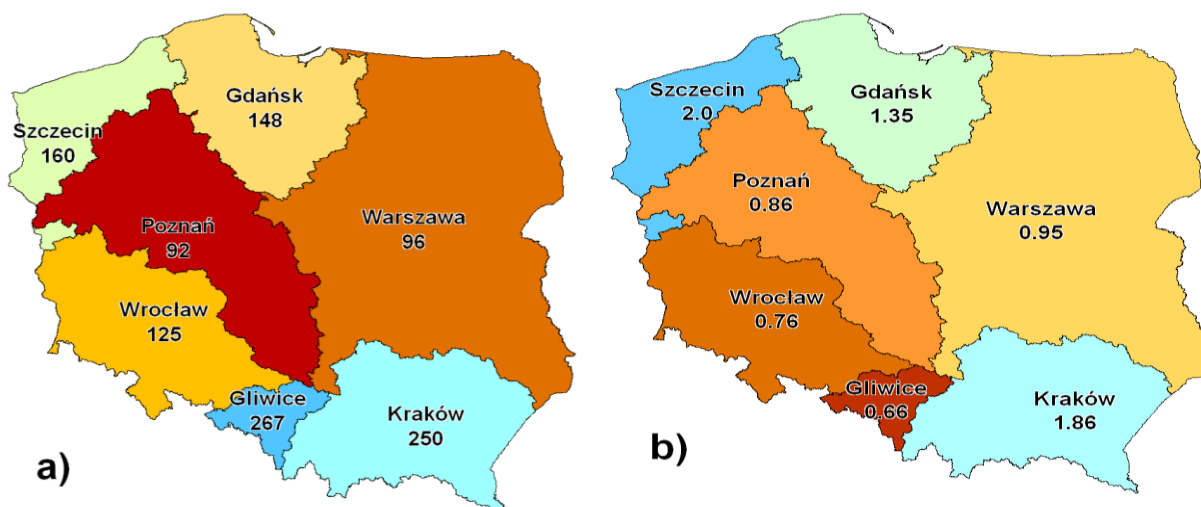 Gdańsk
148
Szczecin
160
Poznań
92
Warszawa
96
Wrocław
125
Gliwice
267
Kraków
250
a)
Szczecin
2.0
Gdańsk
1.35
Poznań
0.86
Warszawa
0.95
Wrocław
0.76
Gliwice
0.66
Kraków
1.86
b)